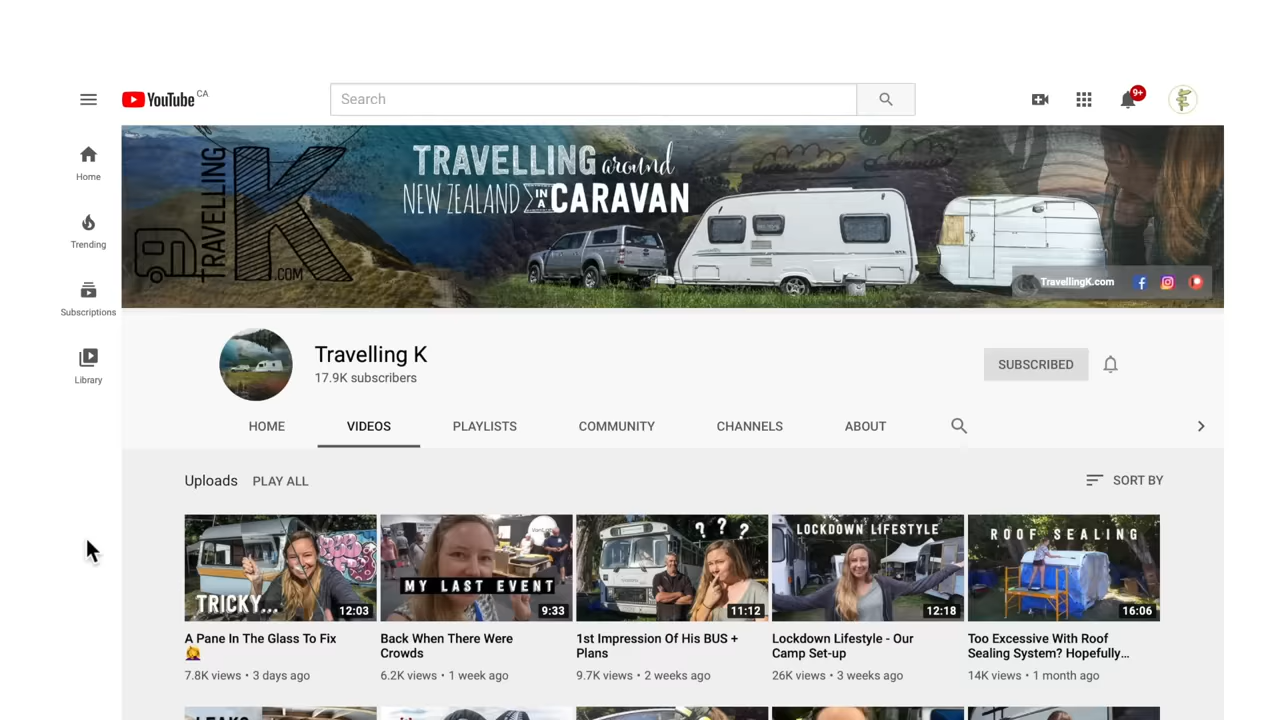 YouTube CA
Search
9+
Home
Trending
Subscriptions
Library
TRAVELLING K
.COM
TRAVELLING around
NEW ZEALAND IN A CARAVAN
TravellingK.com
Travelling K
17.9K subscribers
SUBSCRIBED
HOME VIDEOS PLAYLISTS COMMUNITY CHANNELS ABOUT
Uploads PLAY ALL SORT BY
TRICKY...
12:03
MY LAST EVENT
9:33
? ? ?
11:12
LOCKDOWN LIFESTYLE
12:18
ROOF SEALING
16:06
A Pane In The Glass To Fix
🤦‍♀️
7.8K views • 3 days ago
Back When There Were
Crowds
6.2K views • 1 week ago
1st Impression Of His BUS +
Plans
9.7K views • 2 weeks ago
Lockdown Lifestyle - Our
Camp Set-up
26K views • 3 weeks ago
Too Excessive With Roof
Sealing System? Hopefully...
14K views • 1 month ago
LEAKS